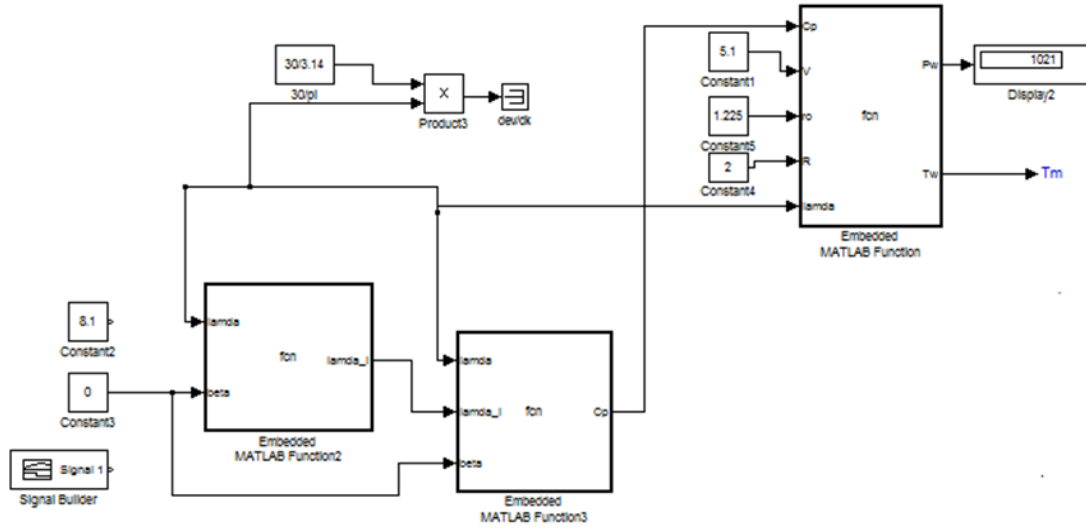 30/3.14
30/pi
X
Product3
dev/dk
5.1
Constant1
1.225
Constant5
2
Constant4
Cp
V
ro
R
lamda
fcn
Pw
Tw
Embedded
MATLAB Function
1021
Display2
Tm
8.1
Constant2
0
Constant3
Signal 1
Signal Builder
lamda
beta
fcn
lamda_i
Embedded
MATLAB Function2
lamda
lamda_i
beta
fcn
Cp
Embedded
MATLAB Function3